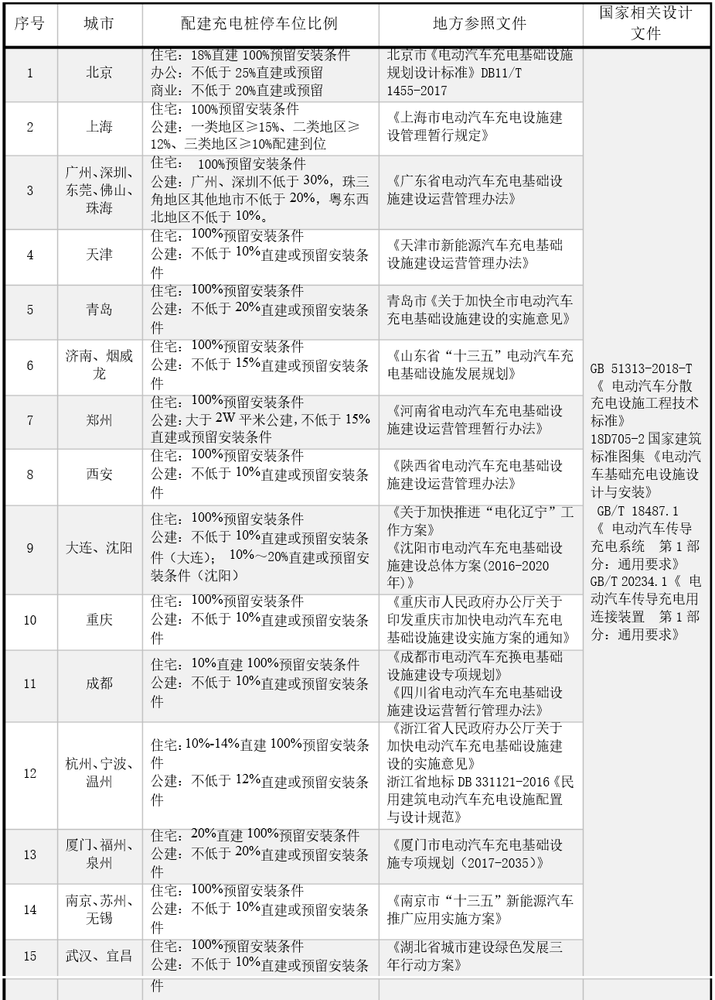 序号
城市
配建充电桩停车位比例
地方参照文件
国家相关设计
文件
1
北京
住宅：18%直建 100%预留安装条件
办公：不低于 25%直建或预留
商业：不低于 20%直建或预留
北京市《电动汽车充电基础设施
规划设计标准》DB11/T
1455-2017
2
上海
住宅：100%预留安装条件
公建：一类地区≥15%、二类地区≥
12%、三类地区≥10%配建到位
《上海市电动汽车充电设施建
设管理暂行规定》
3
广州、深圳、
东莞、佛山、
珠海
住宅： 100%预留安装条件
公建：广州、深圳不低于 30%，珠三
角地区其他地市不低于 20%，粤东西
北地区不低于 10%。
《广东省电动汽车充电基础设
施建设运营管理办法》
4
天津
住宅：100%预留安装条件
公建：不低于 10%直建或预留安装条
件
《天津市新能源汽车充电基础
设施建设运营管理办法》
5
青岛
住宅：100%预留安装条件
公建：不低于 20%直建或预留安装条
件
青岛市《关于加快全市电动汽车
充电基础设施建设的实施意见》
6
济南、烟威
龙
住宅：100%预留安装条件
公建：不低于 15%直建或预留安装条
件
《山东省“十三五”电动汽车充
电基础设施发展规划》
7
郑州
住宅：100%预留安装条件
公建：大于 2W 平米公建，不低于 15%
直建或预留安装条件
《河南省电动汽车充电基础设
施建设运营管理暂行办法》
8
西安
住宅：100%预留安装条件
公建：不低于 10%直建或预留安装条
件
《陕西省电动汽车充电基础设
施建设运营管理办法》
9
大连、沈阳
住宅：100%预留安装条件
公建：不低于 10%直建或预留安装条
件（大连）； 10%～20%直建或预留安
装条件（沈阳）
《关于加快推进“电化辽宁”工
作方案》
《沈阳市电动汽车充电基础设
施建设总体方案(2016-2020
年)》
10
重庆
住宅：100%预留安装条件
公建：不低于 10%直建或预留安装条
件
《重庆市人民政府办公厅关于
印发重庆市加快电动汽车充电
基础设施建设实施方案的通知》
11
成都
住宅：10%直建 100%预留安装条件
公建：不低于 10%直建或预留安装条
件
《成都市电动汽车充换电基础
设施建设专项规划》
《四川省电动汽车充电基础设
施建设运营暂行管理办法》
12
杭州、宁波、
温州
住宅：10%-14%直建 100%预留安装条
件
公建：不低于 12%直建或预留安装条
件
《浙江省人民政府办公厅关于
加快电动汽车充电基础设施建
设的实施意见》
浙江省地标 DB 331121-2016《民
用建筑电动汽车充电设施配置
与设计规范》
13
厦门、福州、
泉州
住宅：20%直建 100%预留安装条件
公建：不低于 20%直建或预留安装条
件
《厦门市电动汽车充电基础设
施专项规划（2017-2035）》
14
南京、苏州、
无锡
住宅：100%预留安装条件
公建：不低于 10%直建或预留安装条
件
《南京市“十三五”新能源汽车
推广应用实施方案》
15
武汉、宜昌
住宅：100%预留安装条件
公建：不低于 10%直建或预留安装条
件
《湖北省城市建设绿色发展三
年行动方案》
GB 51313-2018-T
《 电动汽车分散
充电设施工程技术
标准》
18D705-2 国家建筑
标准图集《电动汽
车基础充电设施设
计与安装》
GB/T 18487.1
《 电动汽车传导
充电系统 第 1 部
分：通用要求》
GB/T 20234.1《 电
动汽车传导充电用
连接装置 第 1 部
分：通用要求》